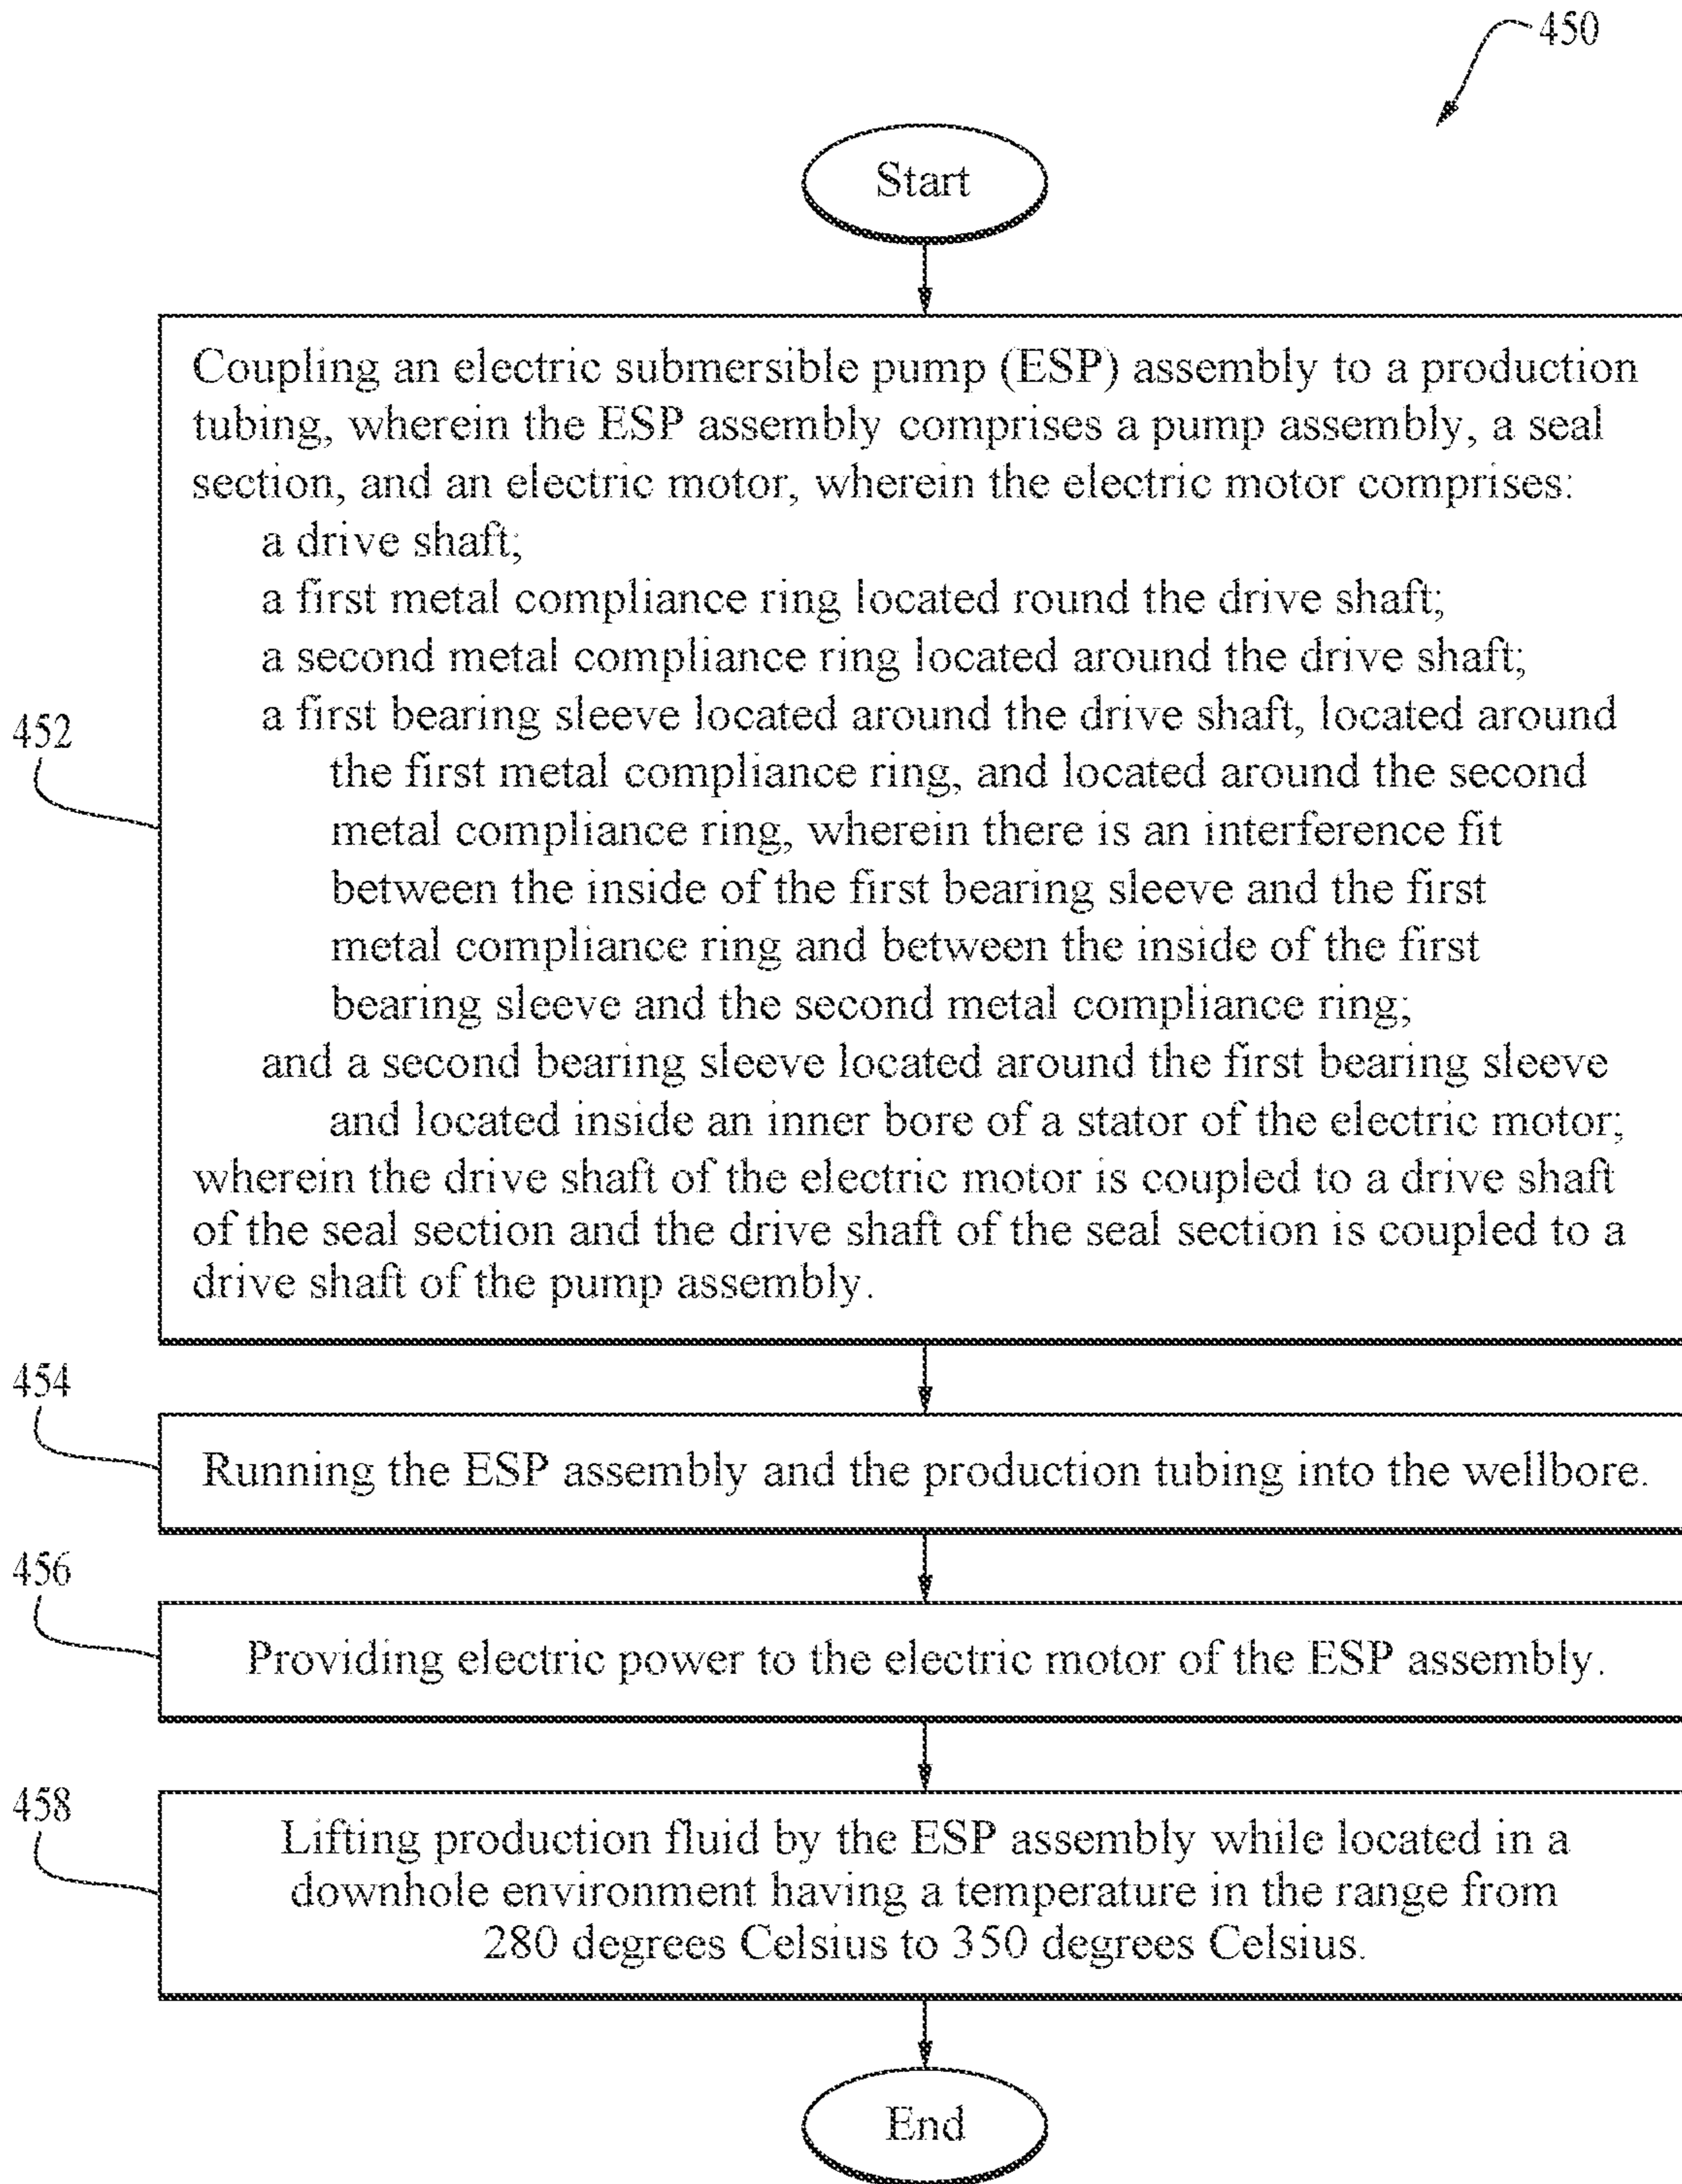 450
Start
Coupling an electric submersible pump (ESP) assembly to a production
tubing, wherein the ESP assembly comprises a pump assembly, a seal
section, and an electric motor, wherein the electric motor comprises:
a drive shaft;
a first metal compliance ring located round the drive shaft;
a second metal compliance ring located around the drive shaft;
a first bearing sleeve located around the drive shaft, located around
the first metal compliance ring, and located around the second
metal compliance ring, wherein there is an interference fit
between the inside of the first bearing sleeve and the first
metal compliance ring and between the inside of the first
bearing sleeve and the second metal compliance ring;
and a second bearing sleeve located around the first bearing sleeve
and located inside an inner bore of a stator of the electric motor;
wherein the drive shaft of the electric motor is coupled to a drive shaft
of the seal section and the drive shaft of the seal section is coupled to a
drive shaft of the pump assembly.
452
454
Running the ESP assembly and the production tubing into the wellbore.
456
Providing electric power to the electric motor of the ESP assembly.
458
Lifting production fluid by the ESP assembly while located in a
downhole environment having a temperature in the range from
280 degrees Celsius to 350 degrees Celsius.
End